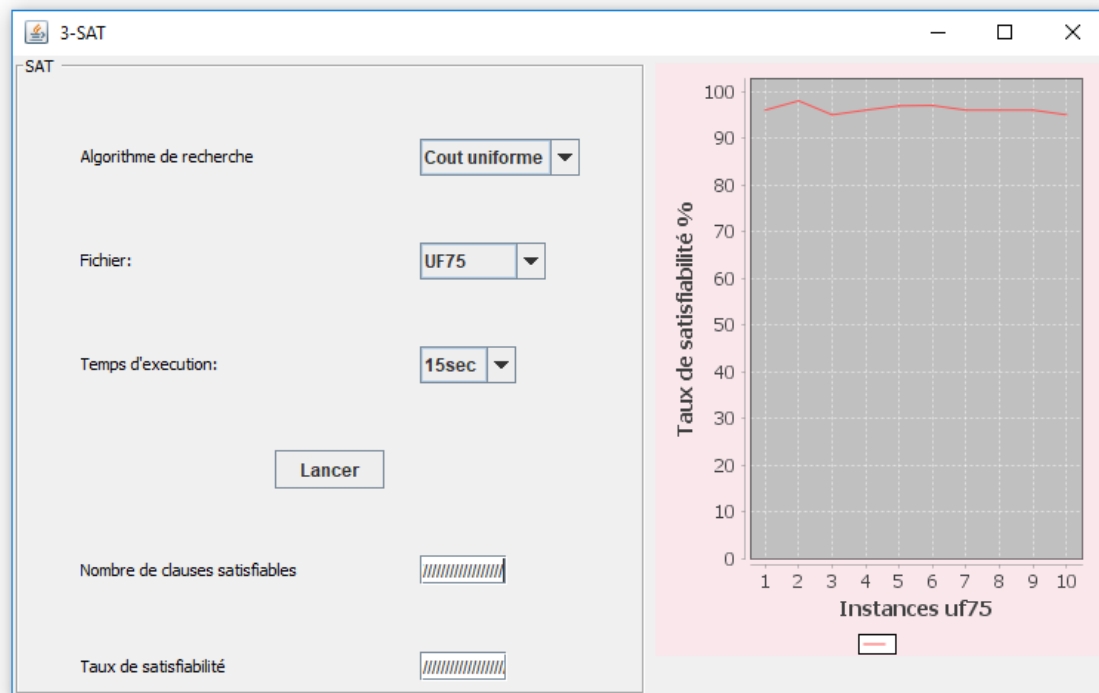 3-SAT
SAT
Algorithme de recherche
Cout uniforme
Fichier:
UF75
Temps d'execution:
15sec
Lancer
Nombre de clauses satisfiables
//////////////////
Taux de satisfiabilité
//////////////////
Taux de satisfiabilité %
100
90
80
70
60
50
40
30
20
10
0
1 2 3 4 5 6 7 8 9 10
Instances uf75